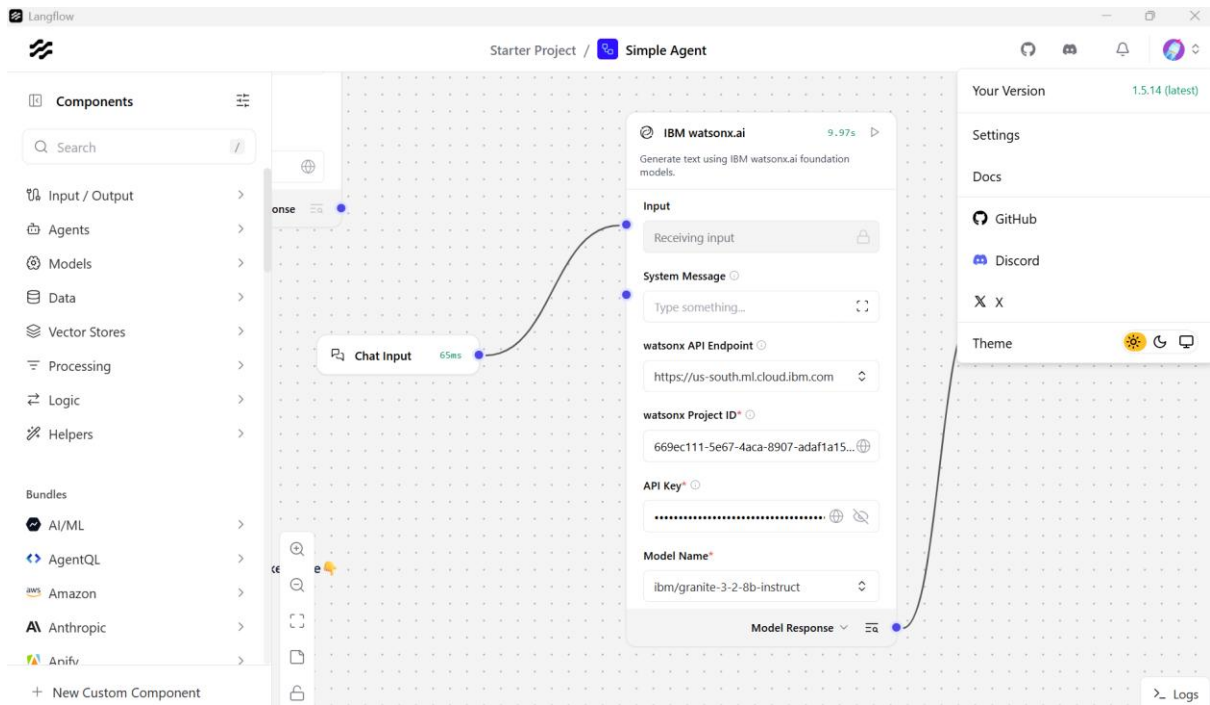 Langflow
Starter Project / Simple Agent
Components
Search /
Input / Output
Agents
Models
Data
Vector Stores
Processing
Logic
Helpers
Bundles
AI/ML
AgentQL
aws Amazon
Anthropic
Apify
+ New Custom Component
onse
Chat Input 65ms
IBM watsonx.ai 9.97s
Generate text using IBM watsonx.ai foundation
models.
Input
Receiving input
System Message
Type something...
watsonx API Endpoint
https://us-south.ml.cloud.ibm.com
watsonx Project ID*
669ec111-5e67-4aca-8907-adaf1a15...
API Key*
Model Name*
ibm/granite-3-2-8b-instruct
Model Response
Your Version 1.5.14 (latest)
Settings
Docs
GitHub
Discord
X
Theme
>_ Logs